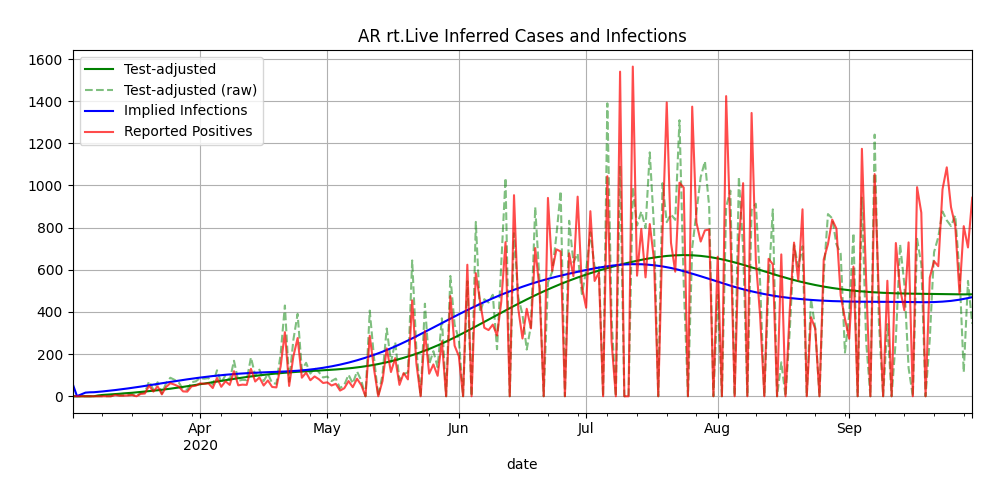 AR rt.Live Inferred Cases and Infections
1600
1400
1200
1000
800
600
400
200
0
Test-adjusted
Test-adjusted (raw)
Implied Infections
Reported Positives
Apr
2020
May
Jun
Jul
Aug
Sep
date